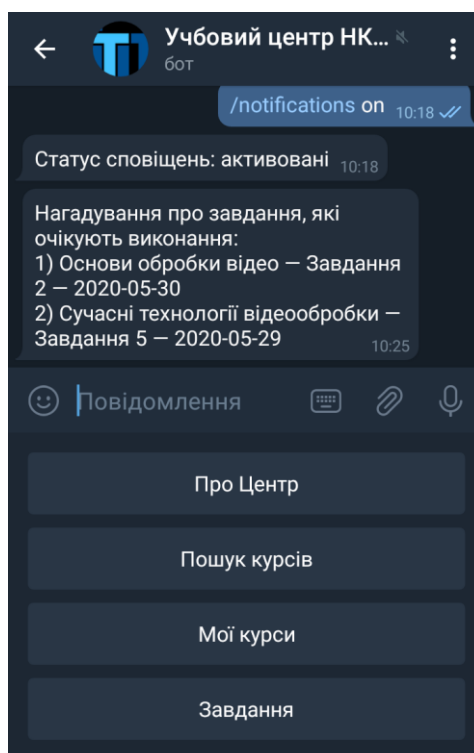 Учбовий центр НК...
бот
/notifications on 10:18
Статус сповіщень: активовані 10:18
Нагадування про завдання, які
очікують виконання:
1) Основи обробки відео — Завдання
2 — 2020-05-30
2) Сучасні технології відеообробки —
Завдання 5 — 2020-05-29 10:25
Повідомлення
Про Центр
Пошук курсів
Мої курси
Завдання